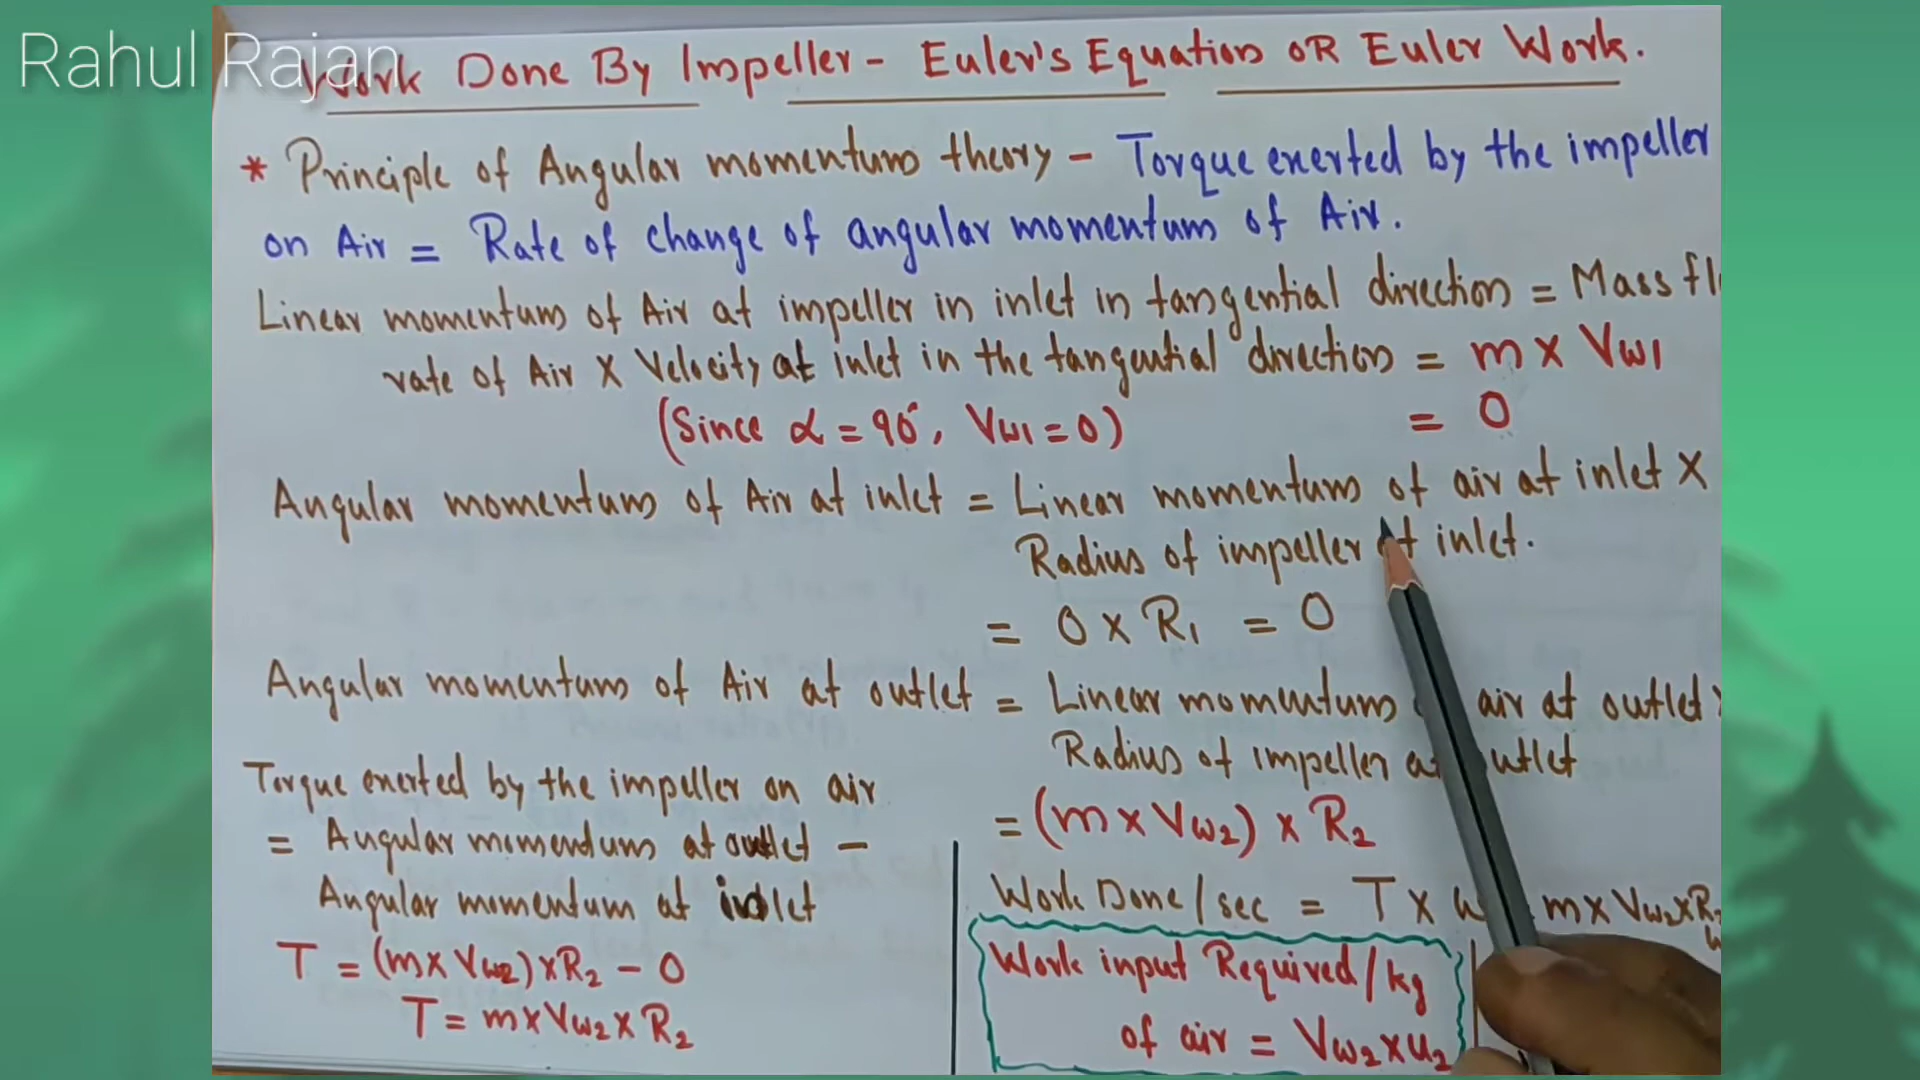 Rahul Rajan
Work Done By Impeller - Euler's Equation OR Euler Work.
* Principle of Angular momentum theory - Torque exerted by the impeller
on Air = Rate of change of angular momentum of Air.
Linear momentum of Air at impeller in inlet in tangential direction = Mass fl
rate of Air X Velocity at inlet in the tangential direction = m x Vw1
(Since α = 90°, Vw1 = 0) = 0
Angular momentum of Air at inlet = Linear momentum of air at inlet X
Radius of impeller at inlet.
= 0 x R1 = 0
Angular momentum of Air at outlet = Linear momentum air at outlet x
Radius of impeller at outlet
= (m x Vw2) x R2
Torque exerted by the impeller on air
= Angular momentum at outlet -
Angular momentum at inlet
T = (m x Vw2) x R2 - 0
T = m x Vw2 x R2
Work Done / sec = T x m x Vw2 x R2
Work input Required / kg
of air = Vw2 x u2